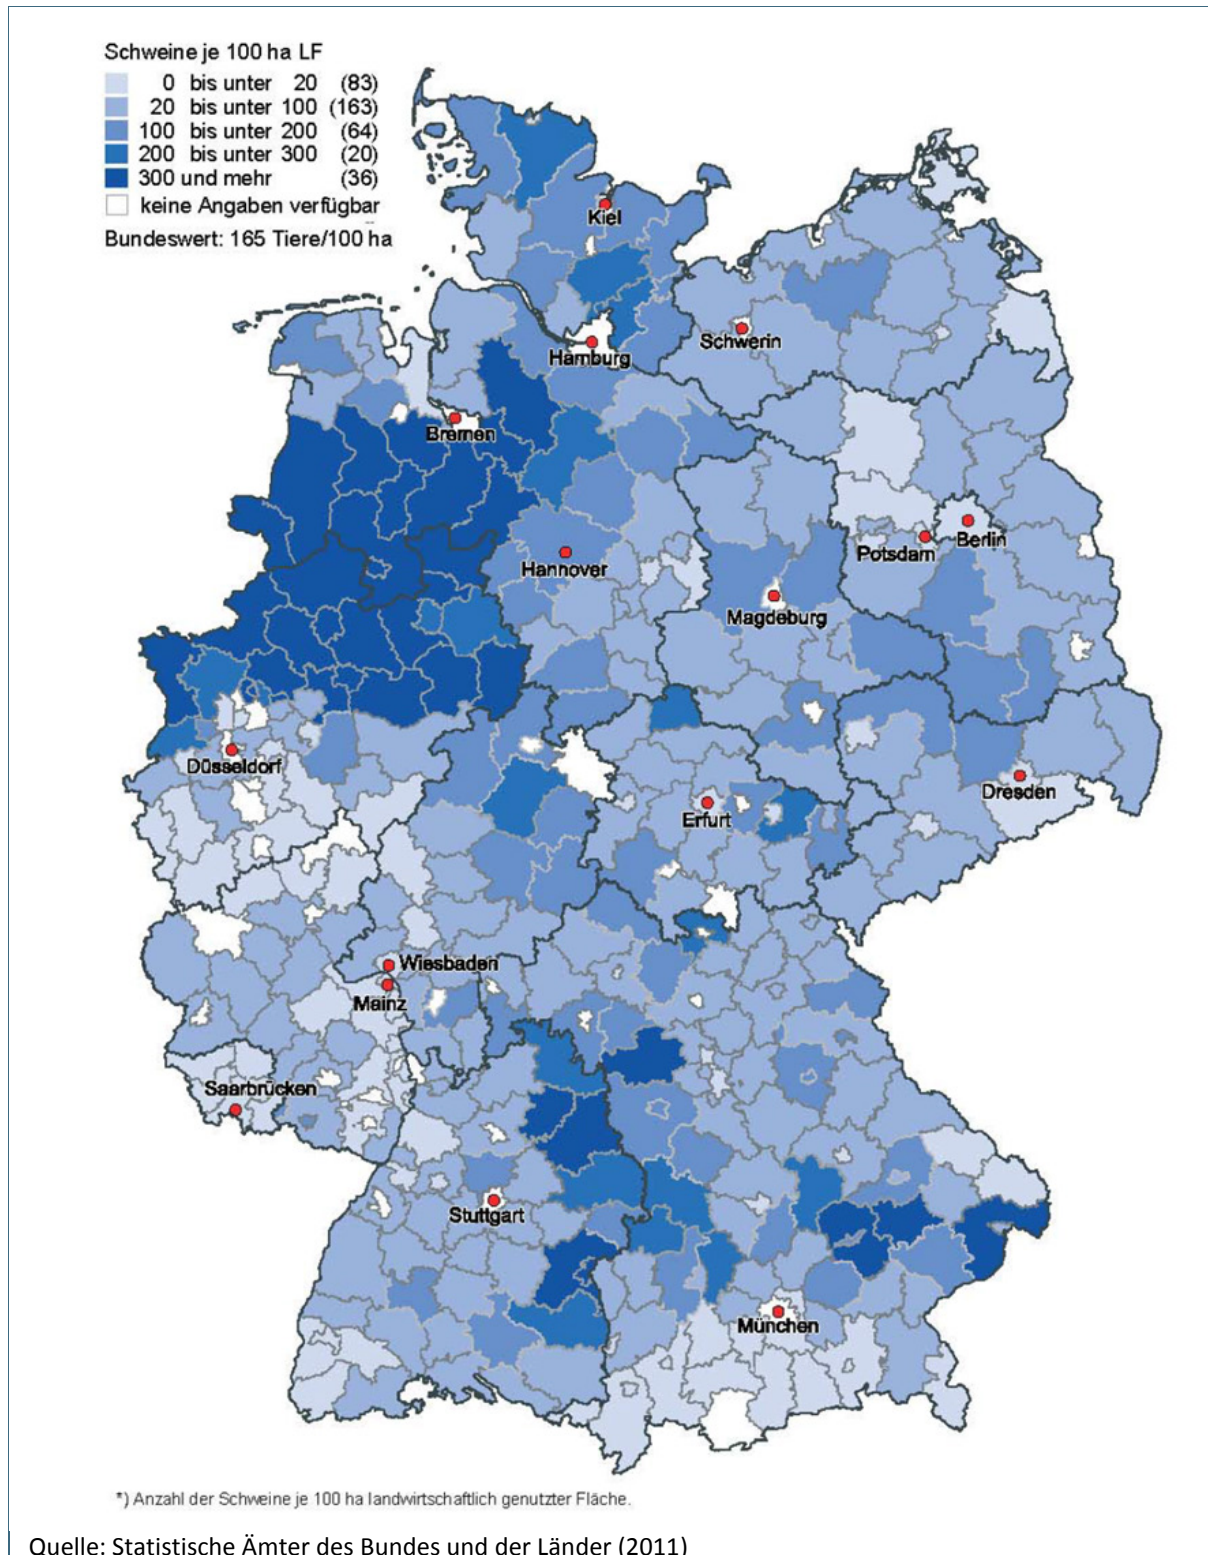 Schweine je 100 ha LF
0 bis unter 20 (83)
20 bis unter 100 (163)
100 bis unter 200 (64)
200 bis unter 300 (20)
300 und mehr (36)
keine Angaben verfügbar
Bundeswert: 165 Tiere/100 ha
Kiel
Schwerin
Hamburg
Bremen
Berlin
Potsdam
Hannover
Magdeburg
Düsseldorf
Dresden
Erfurt
Wiesbaden
Mainz
Saarbrücken
Stuttgart
München
*) Anzahl der Schweine je 100 ha landwirtschaftlich genutzter Fläche.
Quelle: Statistische Ämter des Bundes und der Länder (2011)